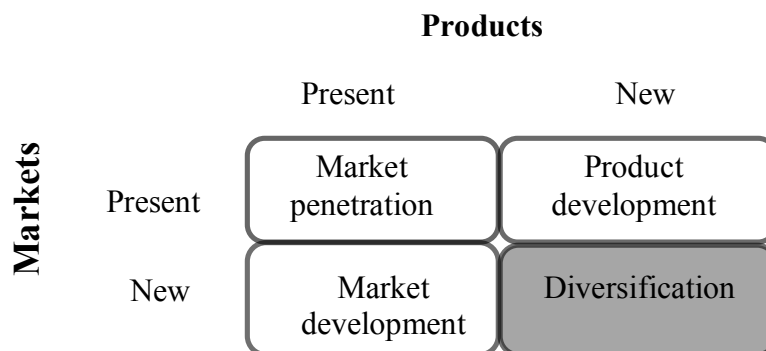 Products
Present New
Markets
Present
Market
penetration
Product
development
New
Market
development
Diversification